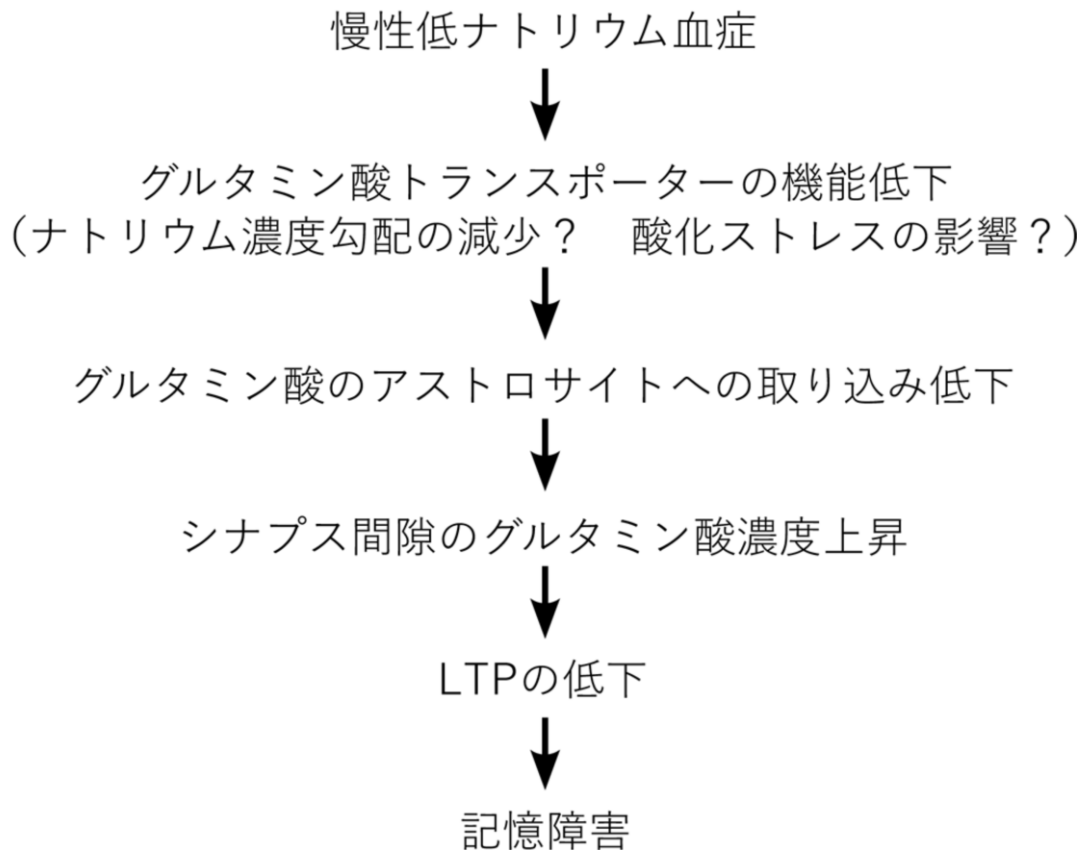 慢性低ナトリウム血症
グルタミン酸トランスポーターの機能低下
（ナトリウム濃度勾配の減少？　酸化ストレスの影響？）
グルタミン酸のアストロサイトへの取り込み低下
シナプス間隙のグルタミン酸濃度上昇
LTPの低下
記憶障害